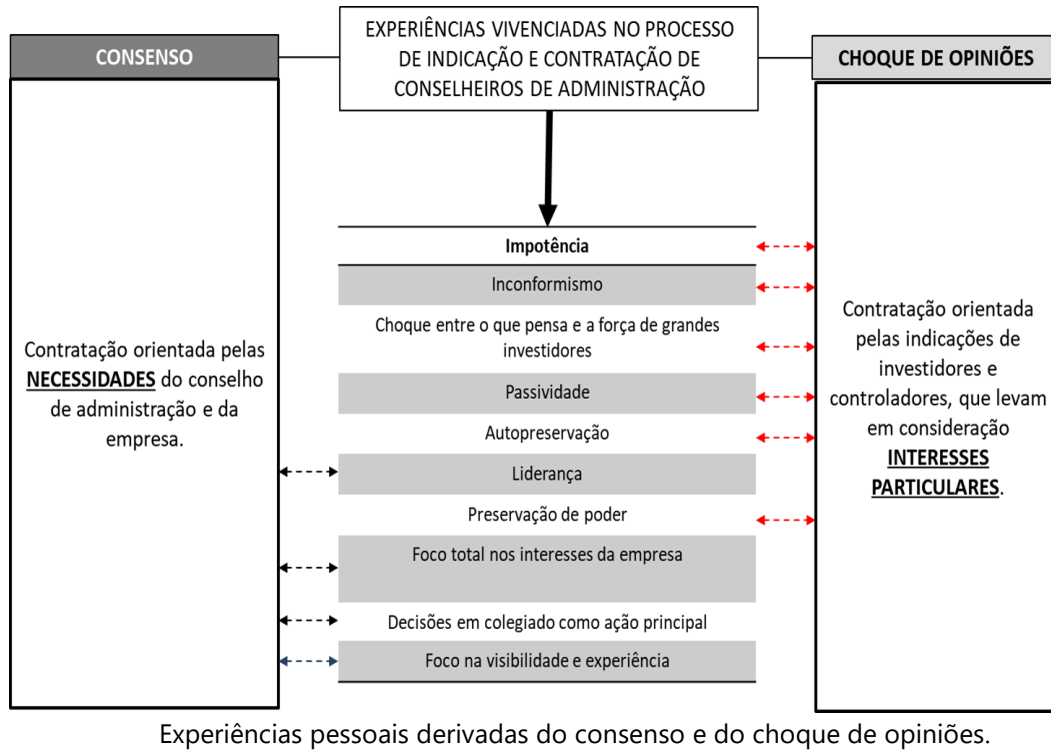 EXPERIÊNCIAS VIVENCIADAS NO PROCESSO
DE INDICAÇÃO E CONTRATAÇÃO DE
CONSELHEIROS DE ADMINISTRAÇÃO
CONSENSO
Contratação orientada pelas
NECESSIDADES do conselho
de administração e da
empresa.
Impotência
Inconformismo
Choque entre o que pensa e a força de grandes
investidores
Passividade
Autopreservação
Liderança
Preservação de poder
Foco total nos interesses da empresa
Decisões em colegiado como ação principal
Foco na visibilidade e experiência
CHOQUE DE OPINIÕES
Contratação orientada
pelas indicações de
investidores e
controladores, que levam
em consideração
INTERESSES
PARTICULARES.
Experiências pessoais derivadas do consenso e do choque de opiniões.